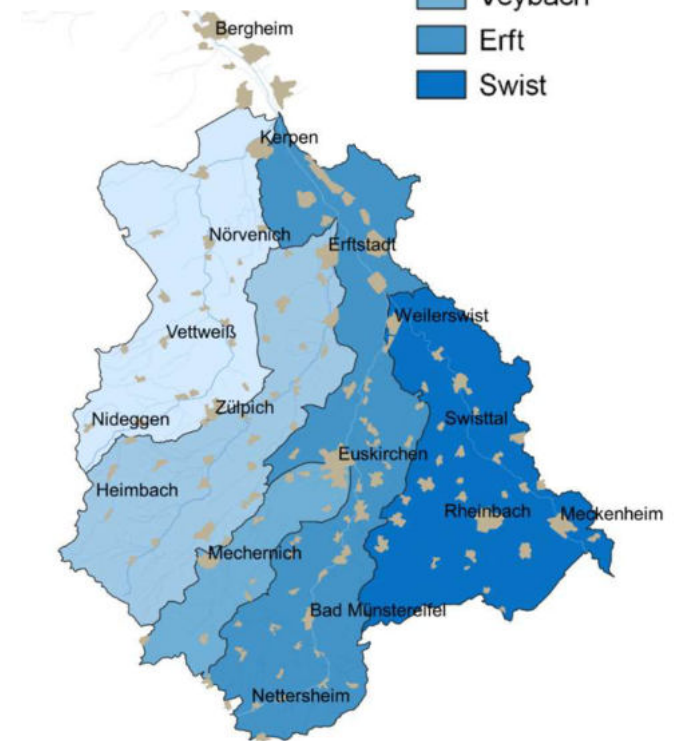 Veybach
Bergheim
Erft
Swist
Kerpen
Nörvenich
Erftstadt
Weilerswist
Vettweiß
Zülpich
Nideggen
Swisttal
Euskirchen
Heimbach
Rheinbach
Meckenheim
Mechernich
Bad Münstereifel
Nettersheim